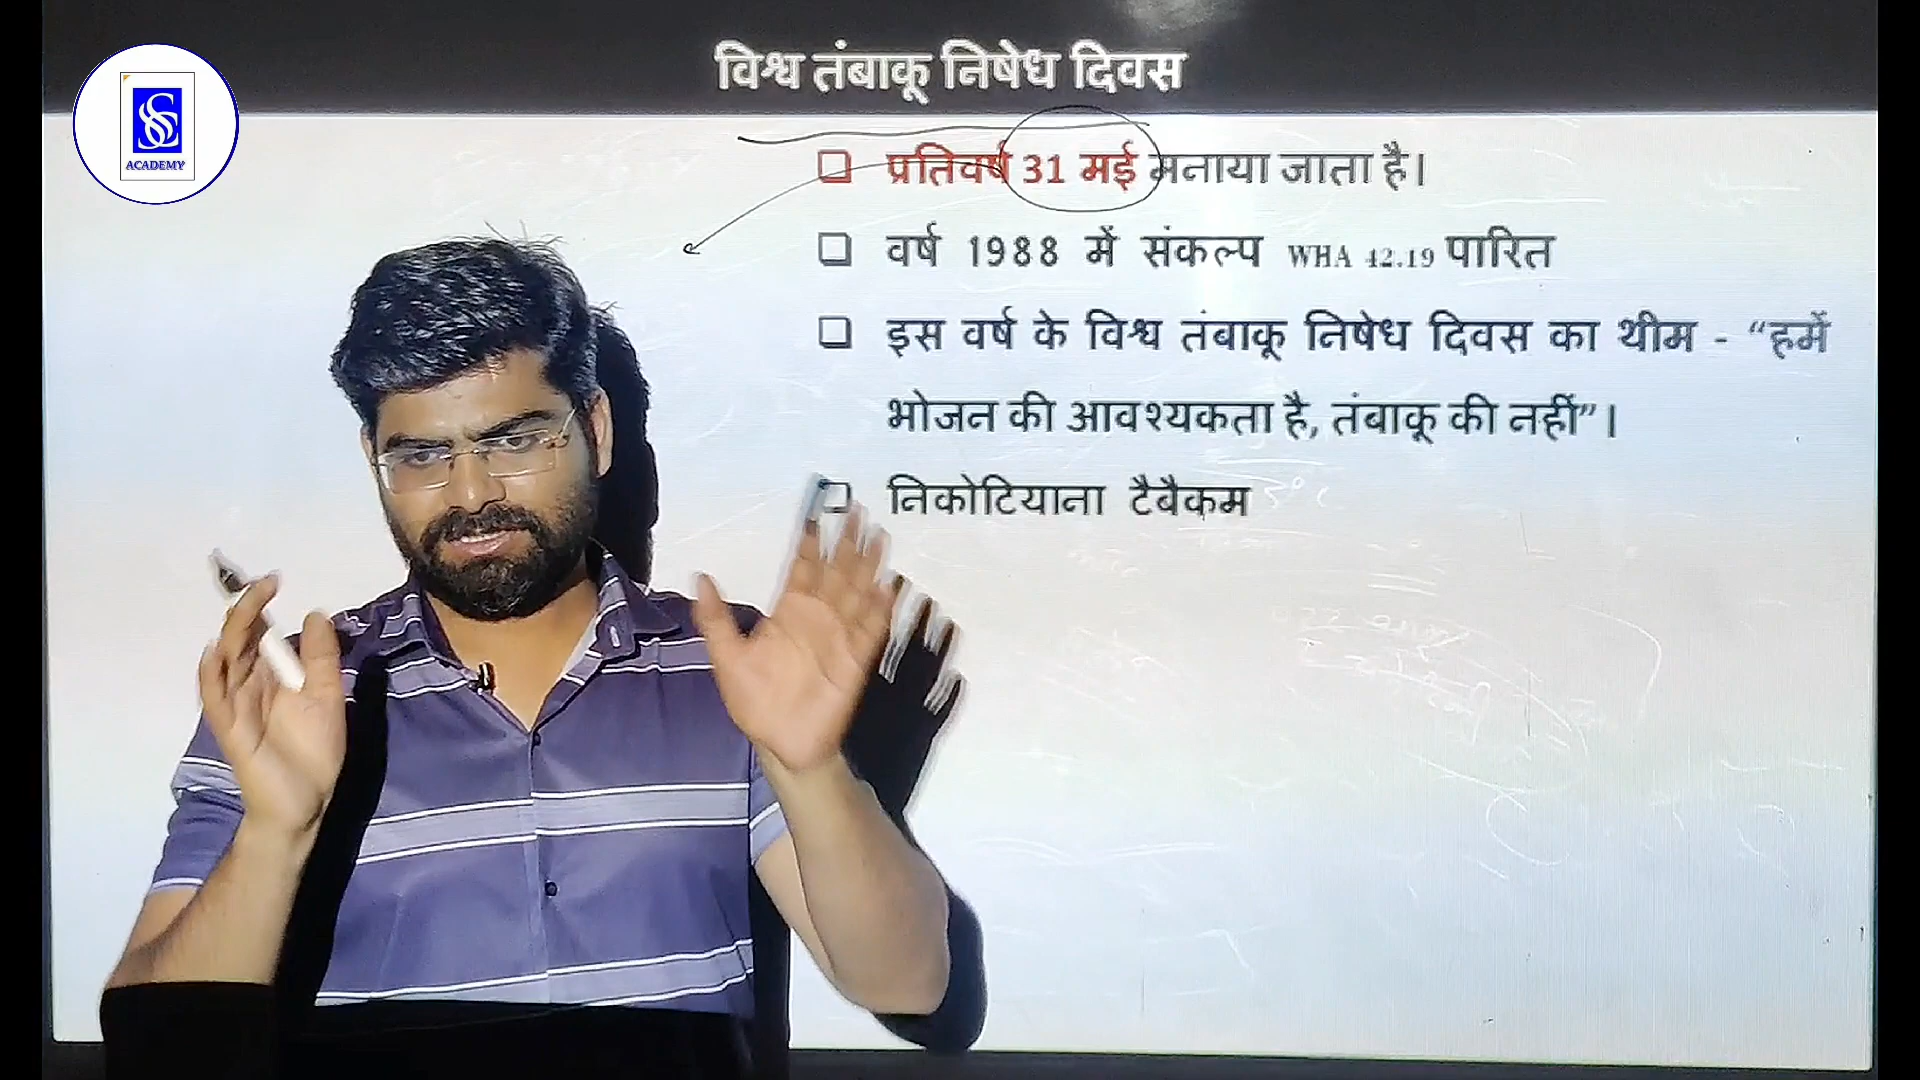 विश्व तंबाकू निषेध दिवस
SSC
ACADEMY
❑ प्रतिवर्ष 31 मई मनाया जाता है।
❑ वर्ष 1988 में संकल्प WHA 42.19 पारित
❑ इस वर्ष के विश्व तंबाकू निषेध दिवस का थीम - “हमें
भोजन की आवश्यकता है, तंबाकू की नहीं”।
❑ निकोटियाना टैबैकम